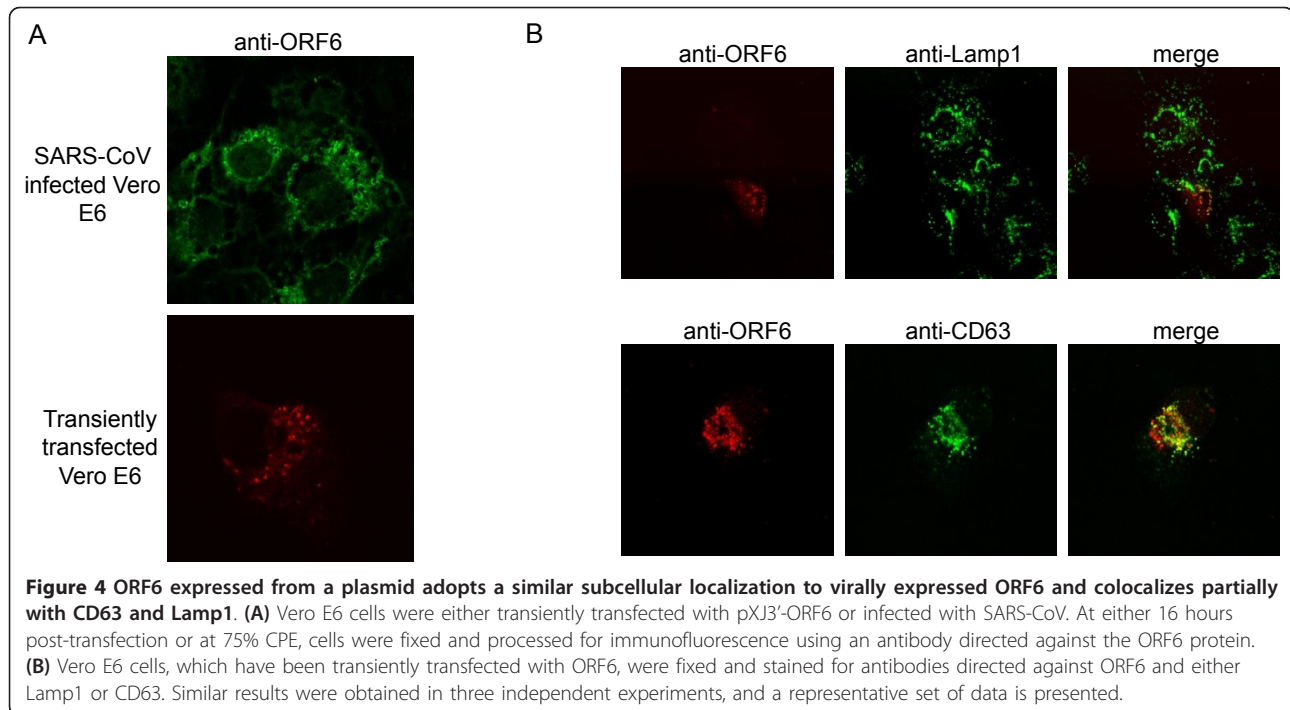 A
anti-ORF6
SARS-CoV
infected Vero
E6
Transiently
transfected
Vero E6
B
anti-ORF6 anti-Lamp1 merge
anti-ORF6 anti-CD63 merge
Figure 4 ORF6 expressed from a plasmid adopts a similar subcellular localization to virally expressed ORF6 and colocalizes partially
with CD63 and Lamp1. (A) Vero E6 cells were either transiently transfected with pXJ3'-ORF6 or infected with SARS-CoV. At either 16 hours
post-transfection or at 75% CPE, cells were fixed and processed for immunofluorescence using an antibody directed against the ORF6 protein.
(B) Vero E6 cells, which have been transiently transfected with ORF6, were fixed and stained for antibodies directed against ORF6 and either
Lamp1 or CD63. Similar results were obtained in three independent experiments, and a representative set of data is presented.